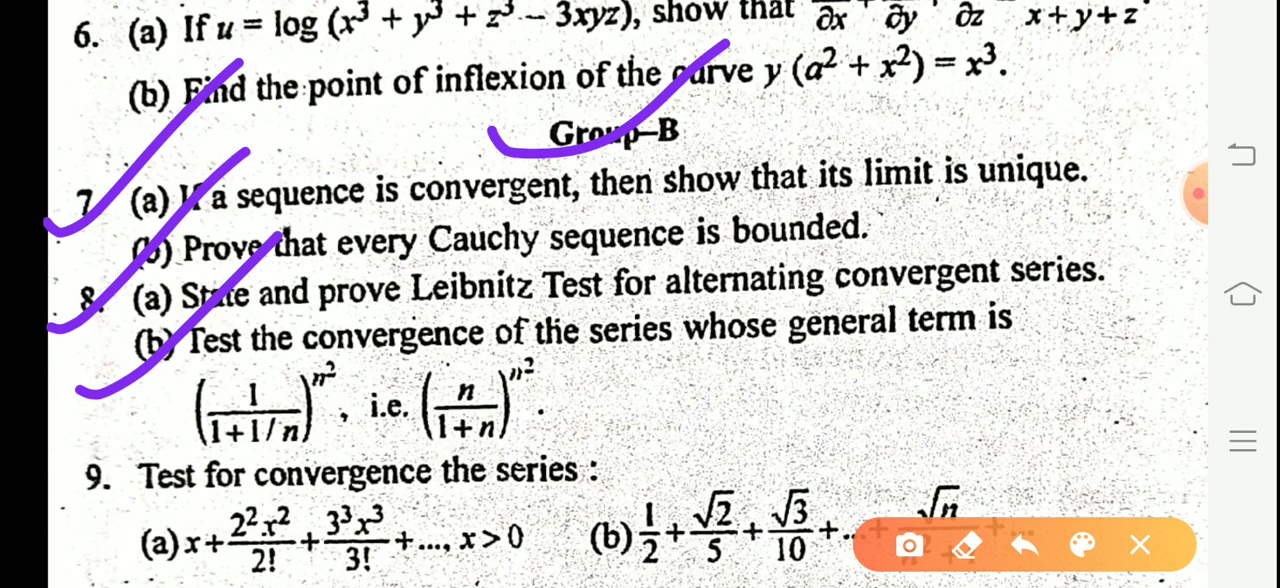 6. (a) If u = log (x³ + y³ + z³ − 3xyz), show that ∂x ∂y ∂z x+y+z
(b) Find the point of inflexion of the curve y (a² + x²) = x³.
Group–B
7. (a) If a sequence is convergent, then show that its limit is unique.
(b) Prove that every Cauchy sequence is bounded.
8. (a) State and prove Leibnitz Test for alternating convergent series.
(b) Test the convergence of the series whose general term is
(1/(1+1/n))^n², i.e. (n/(1+n))^n².
9. Test for convergence the series :
(a) x + 2²x²/2! + 3³x³/3! + ..., x > 0 (b) 1/2 + √2/5 + √3/10 + ... + √n